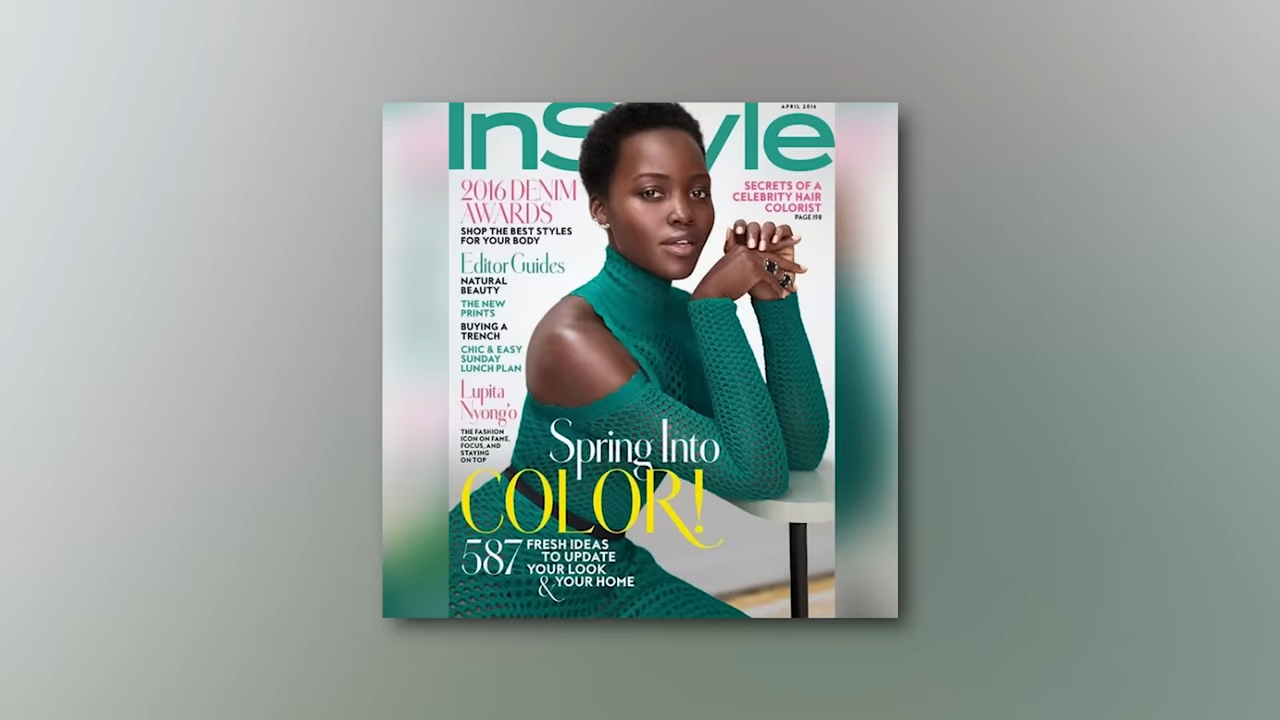 InStyle
APRIL 2016
2016 DENIM
AWARDS
SHOP THE BEST STYLES
FOR YOUR BODY
Editor Guides
NATURAL
BEAUTY
THE NEW
PRINTS
BUYING A
TRENCH
CHIC & EASY
SUNDAY
LUNCH PLAN
Lupita
Nyong'o
THE FASHION
ICON ON FAME,
FOCUS, AND
STAYING
ON TOP
SECRETS OF A
CELEBRITY HAIR
COLORIST
PAGE 198
Spring Into
COLOR!
587 FRESH IDEAS
TO UPDATE
YOUR LOOK
& YOUR HOME